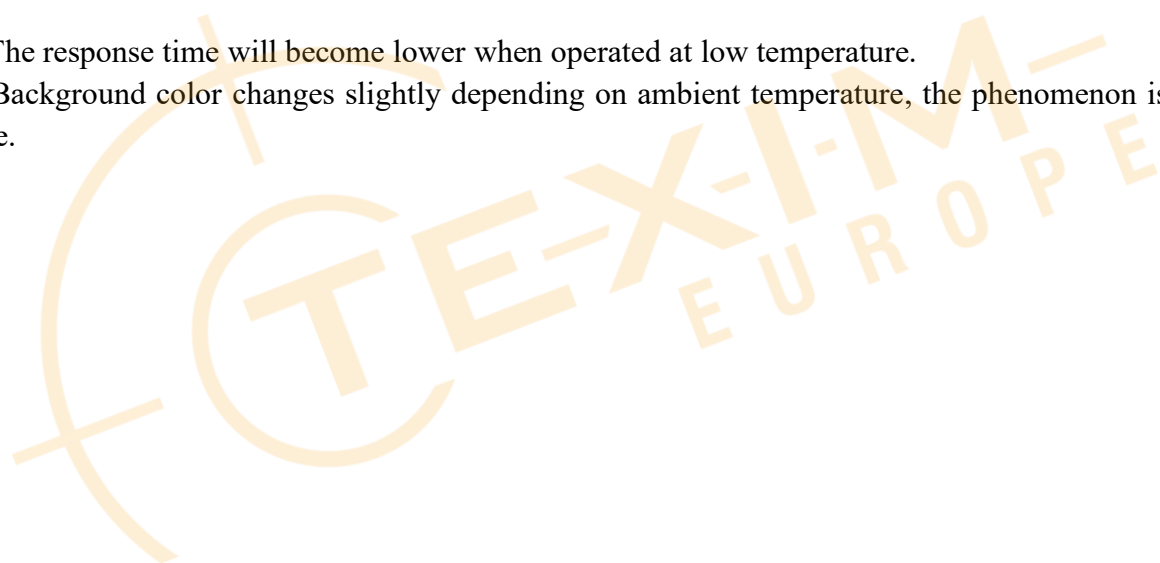 The response time will become lower when operated at low temperature.
Background color changes slightly depending on ambient temperature, the phenomenon is
e.
TEXIM
EUROPE